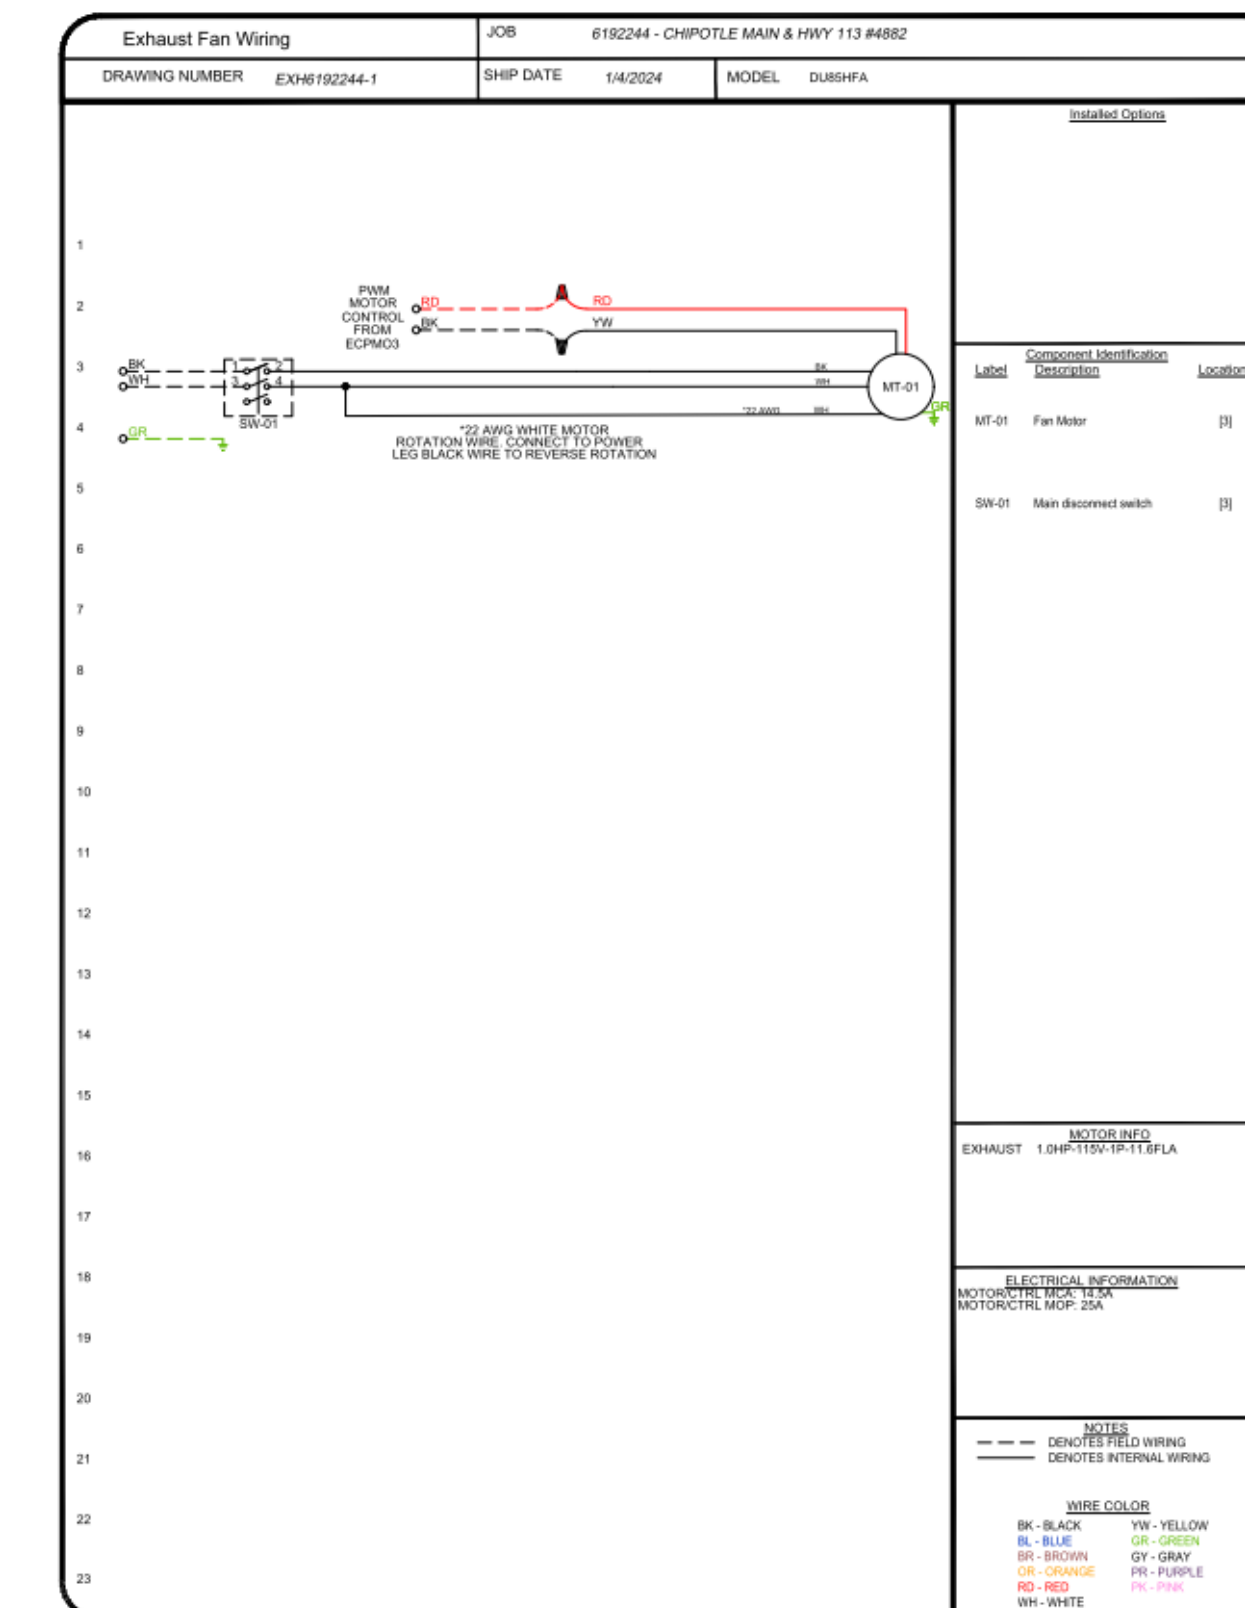 Exhaust Fan Wiring
JOB 6192244 - CHIPOTLE MAIN & HWY 113 #4882
DRAWING NUMBER EXH6192244-1
SHIP DATE 1/4/2024
MODEL DU85HFA
Installed Options
1
2
PWM
MOTOR
CONTROL
FROM
ECPM03
RD
RD
BK
YW
3
BK
WH
1 2
3 4
SW-01
BK
WH
*22 AWG WH
MT-01
GR
4
GR
*22 AWG WHITE MOTOR
ROTATION WIRE. CONNECT TO POWER
LEG BLACK WIRE TO REVERSE ROTATION
5
6
7
8
9
10
11
12
13
14
15
16
17
18
19
20
21
22
23
Component Identification
Label Description Location
MT-01 Fan Motor [3]
SW-01 Main disconnect switch [3]
MOTOR INFO
EXHAUST 1.0HP-115V-1P-11.6FLA
ELECTRICAL INFORMATION
MOTOR/CTRL MCA: 14.5A
MOTOR/CTRL MOP: 25A
NOTES
DENOTES FIELD WIRING
DENOTES INTERNAL WIRING
WIRE COLOR
BK - BLACK YW - YELLOW
BL - BLUE GR - GREEN
BR - BROWN GY - GRAY
OR - ORANGE PR - PURPLE
RD - RED PK - PINK
WH - WHITE